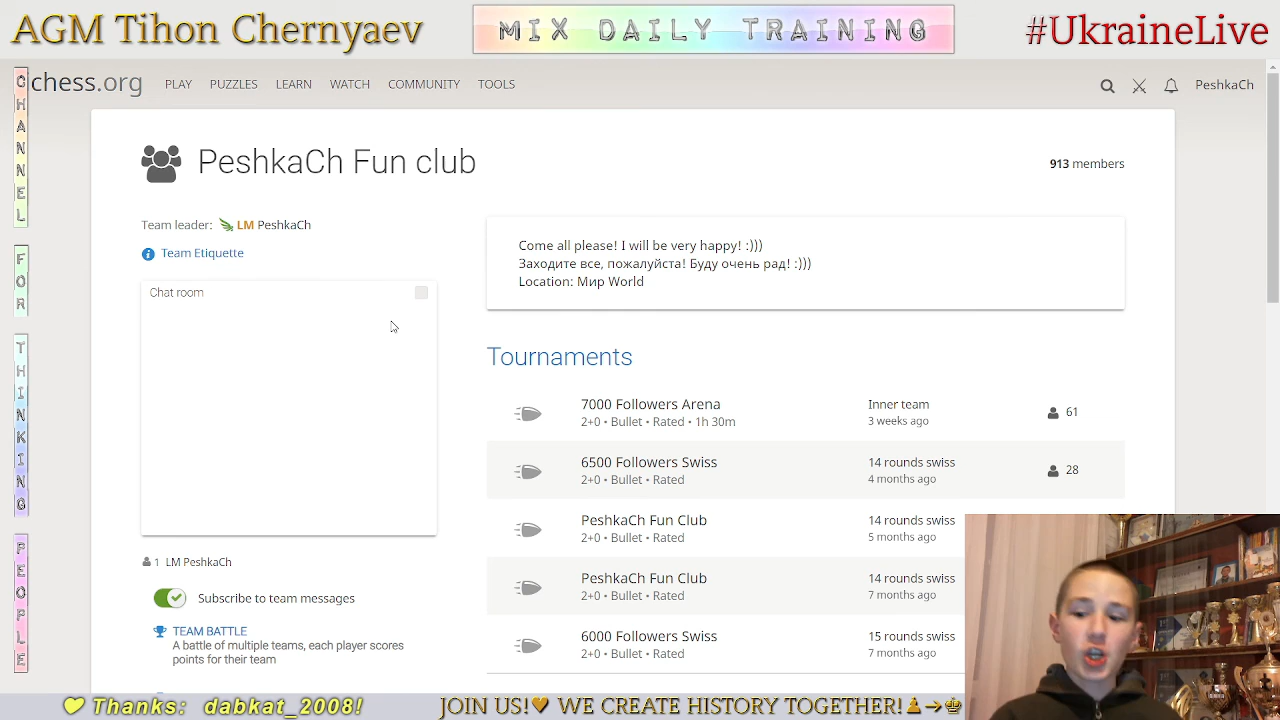 AGM Tihon Chernyaev
MIX DAILY TRAINING
#UkraineLive
CHANNEL
FOR
THINKING
PEOPLE
chess.org
PLAY
PUZZLES
LEARN
WATCH
COMMUNITY
TOOLS
PeshkaCh
PeshkaCh Fun club
913 members
Team leader: LM PeshkaCh
Team Etiquette
Chat room
Come all please! I will be very happy! :)))
Заходите все, пожалуйста! Буду очень рад! :)))
Location: Мир World
Tournaments
7000 Followers Arena
2+0 • Bullet • Rated • 1h 30m
Inner team
3 weeks ago
61
6500 Followers Swiss
2+0 • Bullet • Rated
14 rounds swiss
4 months ago
28
PeshkaCh Fun Club
2+0 • Bullet • Rated
14 rounds swiss
5 months ago
PeshkaCh Fun Club
2+0 • Bullet • Rated
14 rounds swiss
7 months ago
6000 Followers Swiss
2+0 • Bullet • Rated
15 rounds swiss
7 months ago
1 LM PeshkaCh
Subscribe to team messages
TEAM BATTLE
A battle of multiple teams, each player scores
points for their team
Thanks: dabkat_2008!
JOIN US! WE CREATE HISTORY TOGETHER!